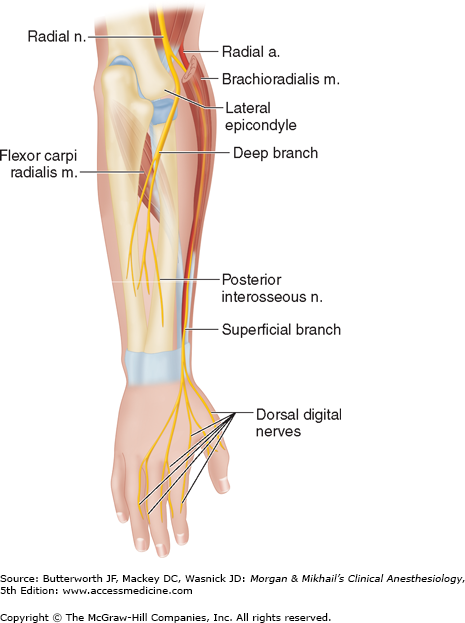 Radial n.
Radial a.
Brachioradialis m.
Lateral
epicondyle
Flexor carpi
radialis m.
Deep branch
Posterior
interosseous n.
Superficial branch
Dorsal digital
nerves
Source: Butterworth JF, Mackey DC, Wasnick JD: Morgan & Mikhail's Clinical Anesthesiology,
5th Edition: www.accessmedicine.com
Copyright © The McGraw-Hill Companies, Inc. All rights reserved.